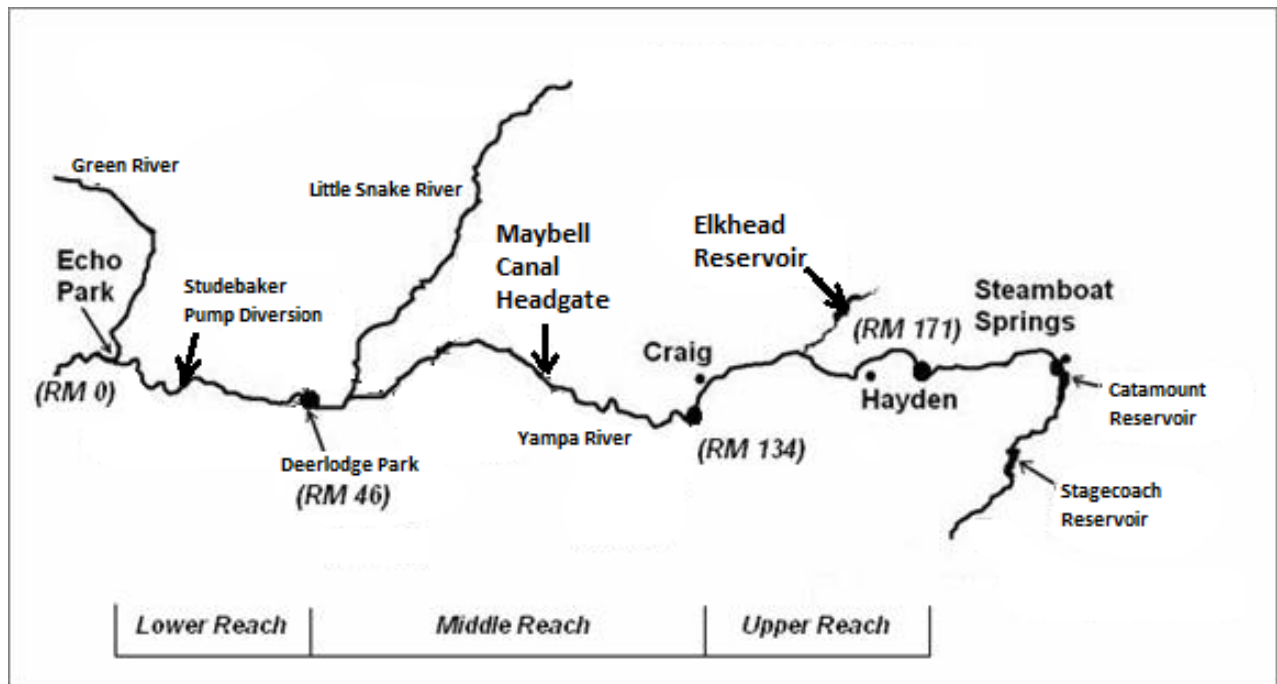 Green River
Little Snake River
Echo
Park
Studebaker
Pump Diversion
Maybell
Canal
Headgate
Elkhead
Reservoir
Steamboat
Springs
(RM 171)
Craig
(RM 0)
Hayden
Catamount
Reservoir
Yampa River
(RM 134)
Deerlodge Park
(RM 46)
Stagecoach
Reservoir
Lower Reach
Middle Reach
Upper Reach